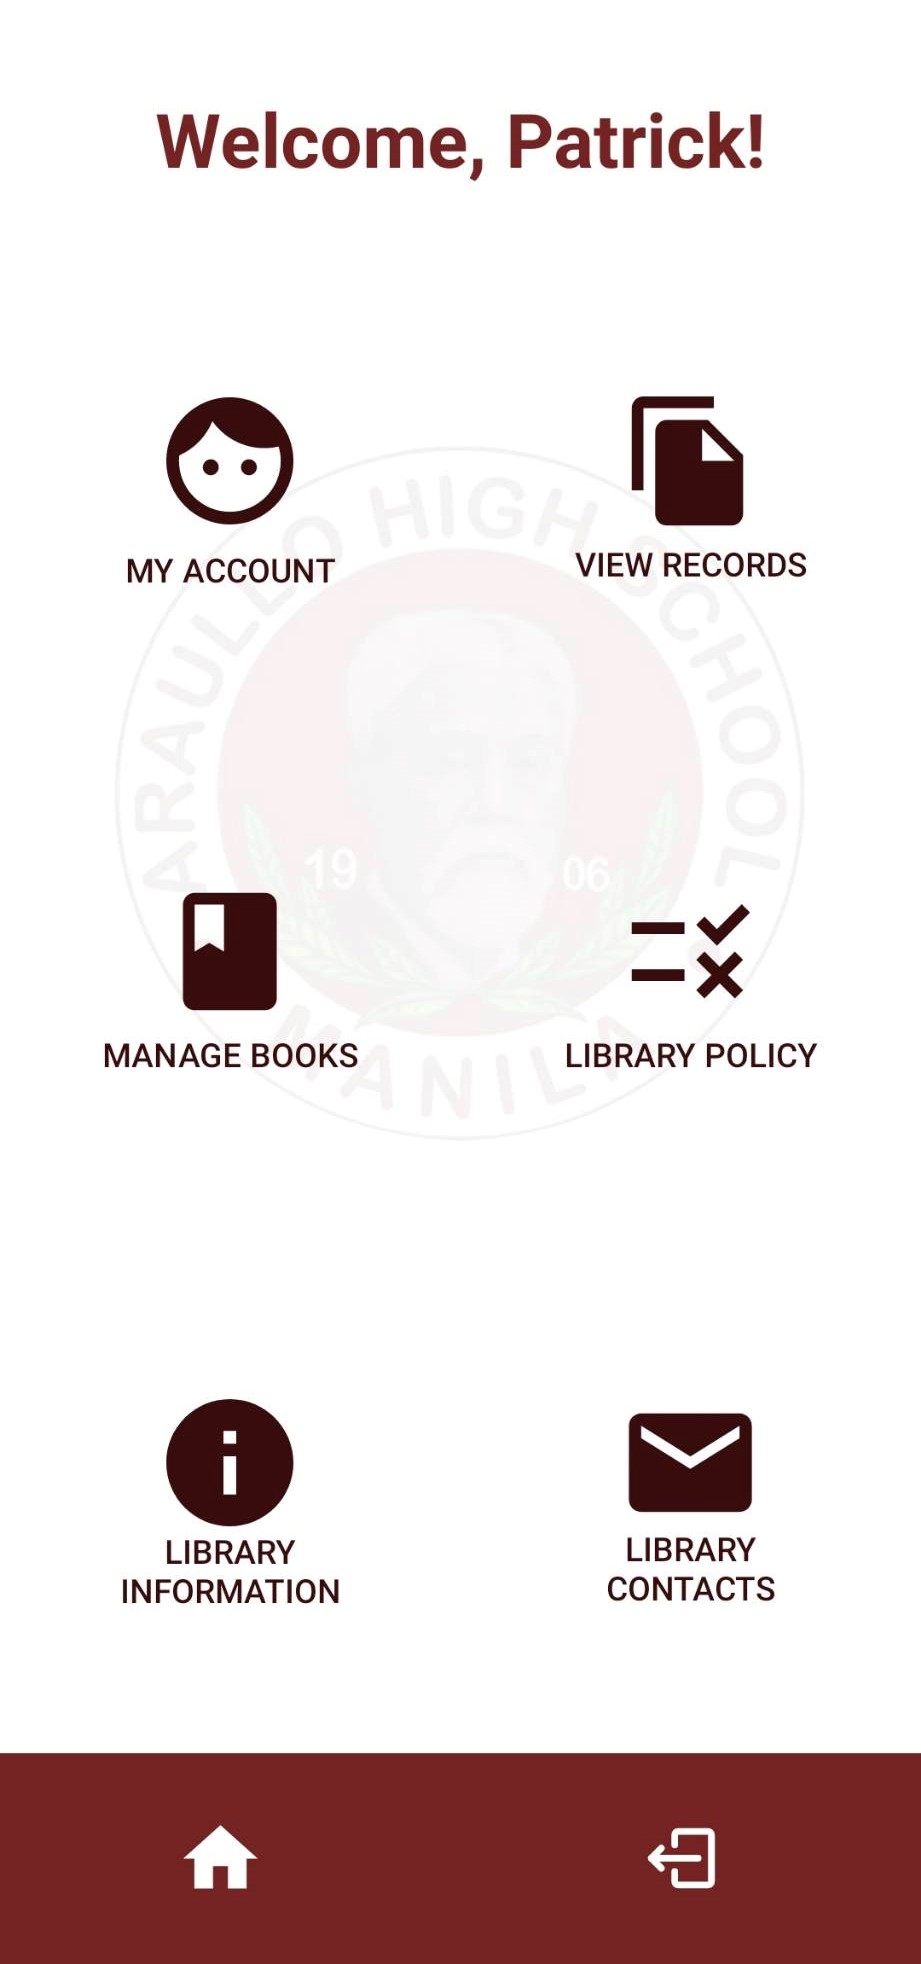 Welcome, Patrick!
MY ACCOUNT
VIEW RECORDS
ARAULLO HIGH SCHOOL
19 06
MANILA
MANAGE BOOKS
LIBRARY POLICY
LIBRARY
INFORMATION
LIBRARY
CONTACTS